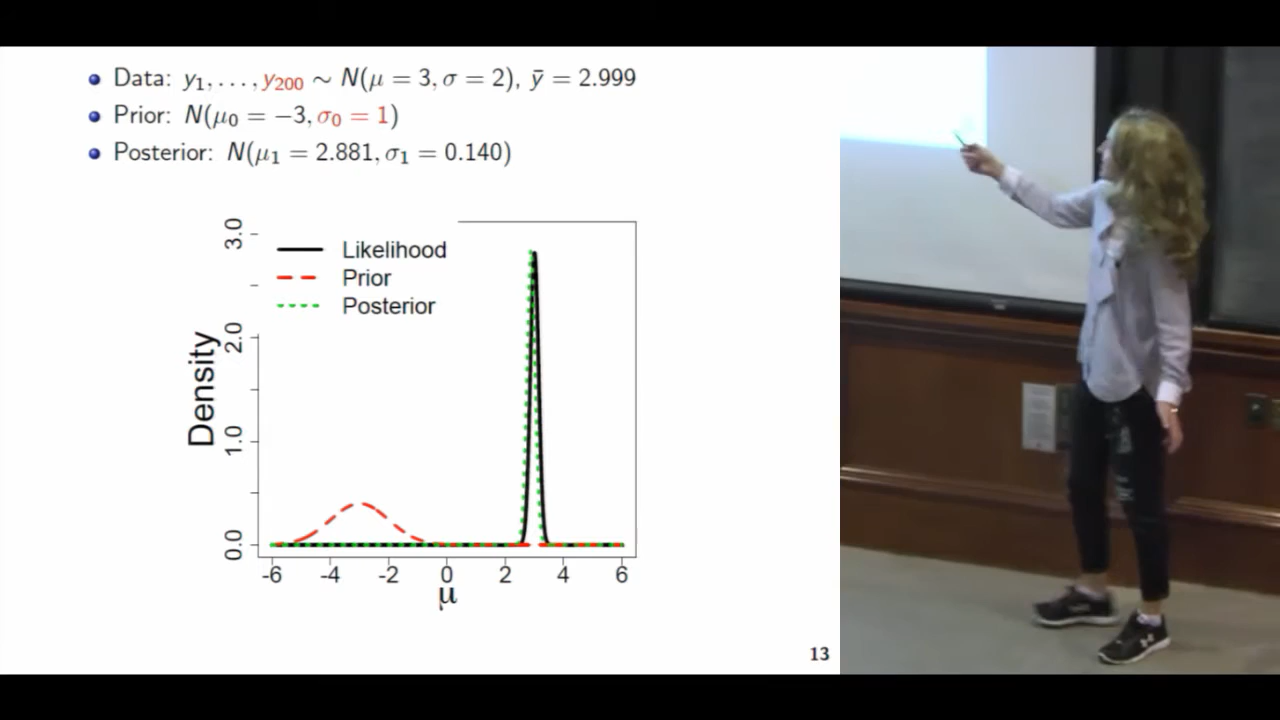 Data: y₁, . . . , y₂₀₀ ∼ N(μ = 3, σ = 2), ȳ = 2.999
Prior: N(μ₀ = −3, σ₀ = 1)
Posterior: N(μ₁ = 2.881, σ₁ = 0.140)
Likelihood
Prior
Posterior
Density
3.0
2.0
1.0
0.0
-6 -4 -2 0 2 4 6
μ
13